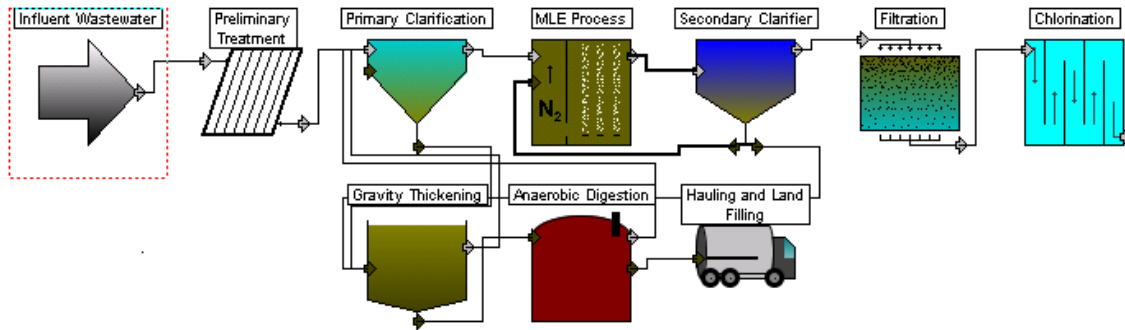 Influent Wastewater
Preliminary
Treatment
Primary Clarification
MLE Process
Secondary Clarifier
Filtration
Chlorination
N2
Gravity Thickening
Anaerobic Digestion
Hauling and Land
Filling